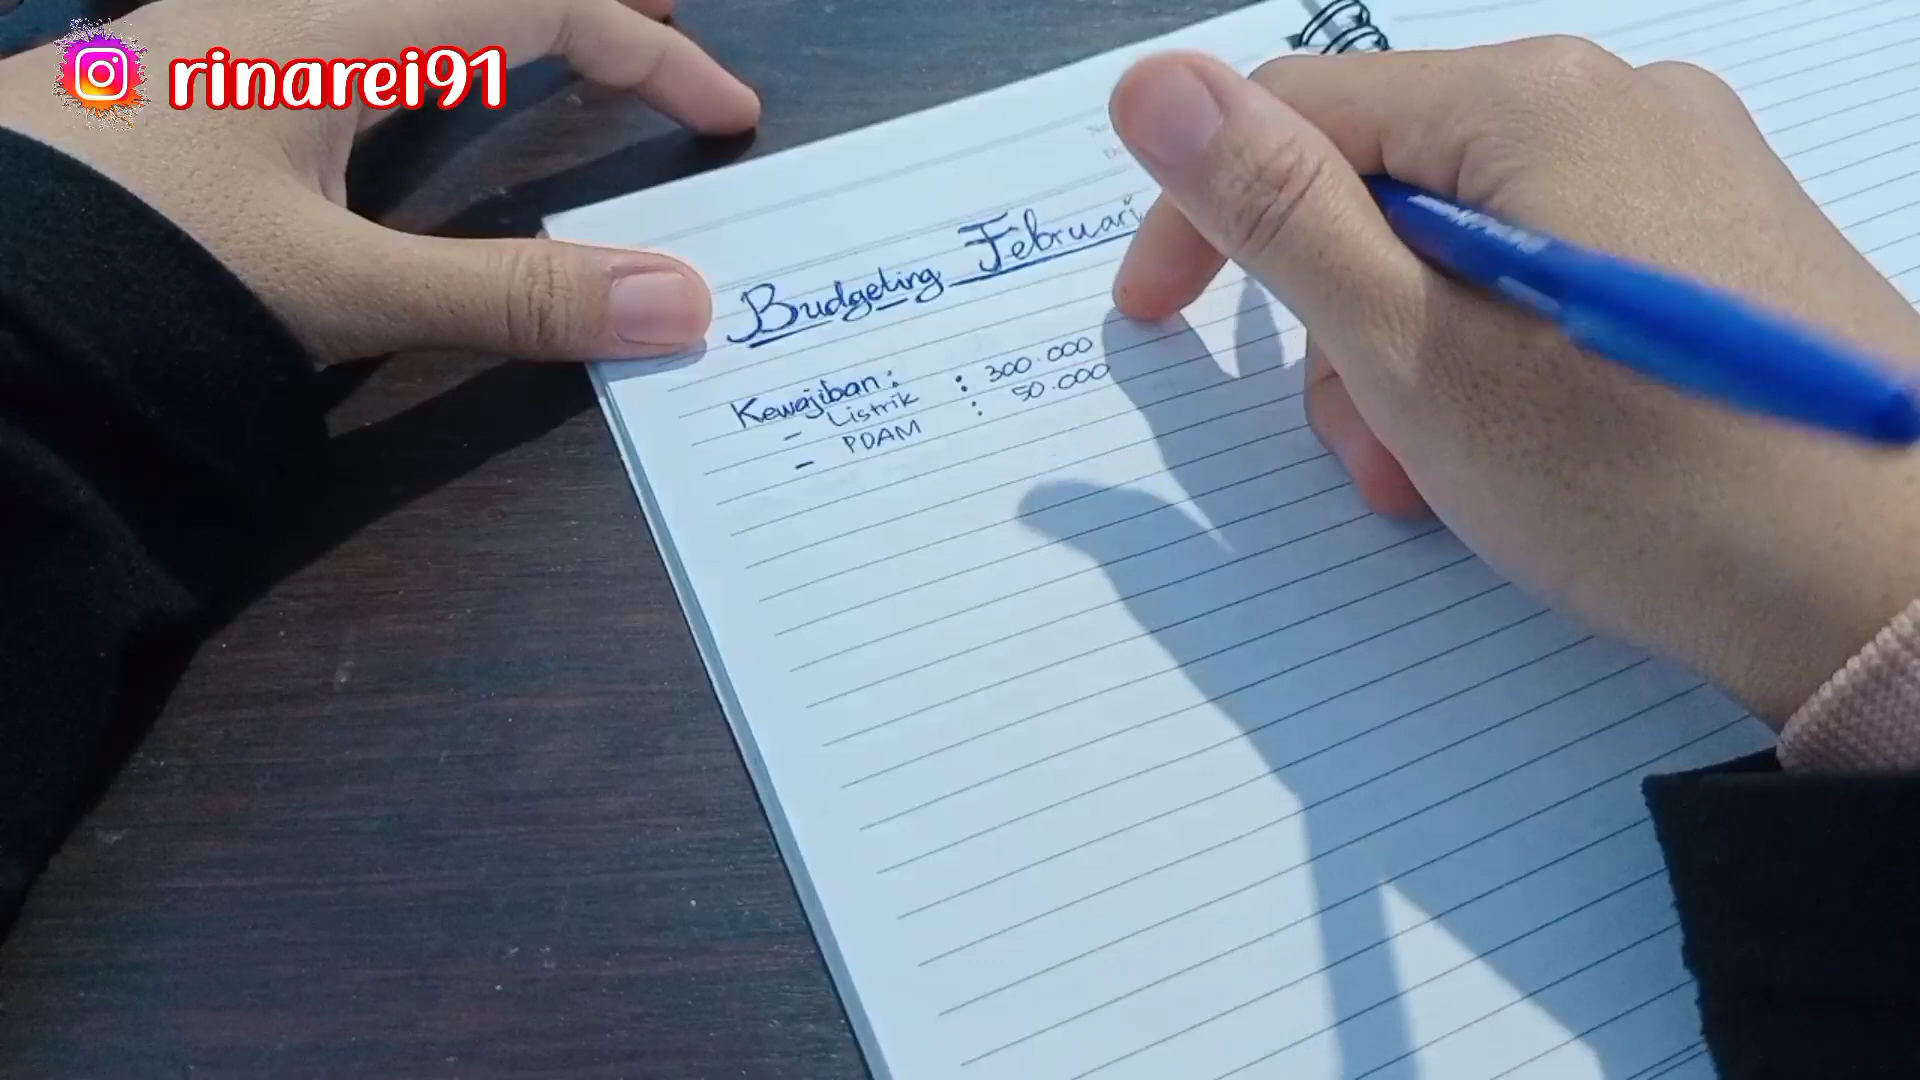 rinarei91
Budgeting Februari
Kewajiban :
- Listrik : 300.000
- PDAM : 50.000